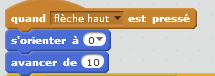 quand flèche haut est pressé
s'orienter à 0
avancer de 10